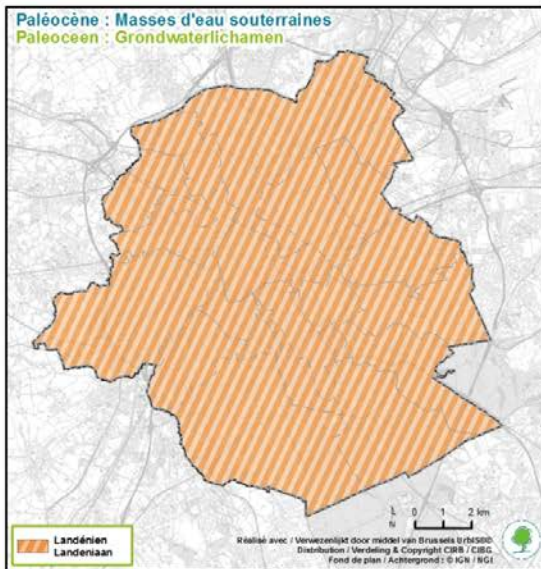 Paléocène : Masses d'eau souterraines
Paleoceen : Grondwaterlichamen
L
N
0 1 2 km
Landénien
Landeniaan
Réalisé avec / Verwezenlijkt door middel van Brussels UrbIS®©
Distribution / Verdeling & Copyright CIRB / CIBG
Fond de plan / Achtergrond : © IGN / NGI